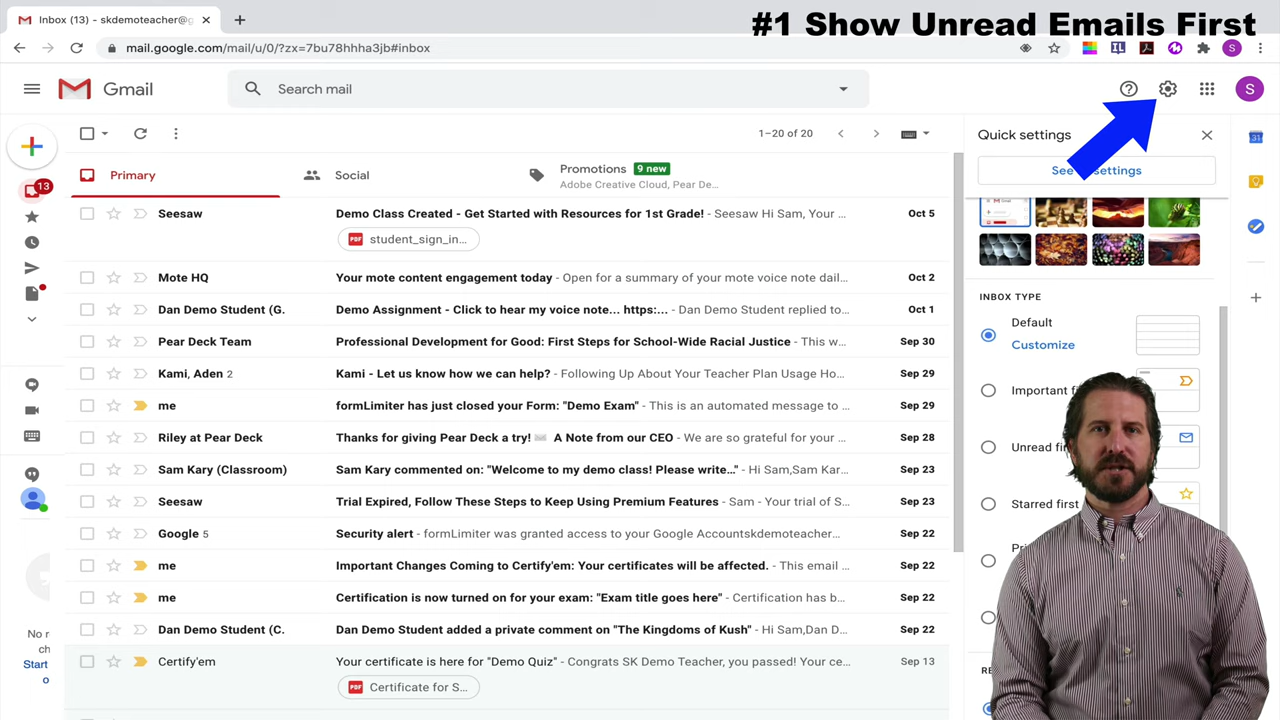 #1 Show Unread Emails First
Inbox (13) - skdemoteacher@g
mail.google.com/mail/u/0/?zx=7bu78hhha3jb#inbox
IL
S
Gmail
Search mail
S
1–20 of 20
Quick settings
31
13
Primary
Social
Promotions 9 new
Adobe Creative Cloud, Pear De...
See settings
Seesaw Demo Class Created - Get Started with Resources for 1st Grade! - Seesaw Hi Sam, Your ... Oct 5
PDF student_sign_in...
Mote HQ Your mote content engagement today - Open for a summary of your mote voice note dail... Oct 2
Dan Demo Student (G. Demo Assignment - Click to hear my voice note... https:... - Dan Demo Student replied to... Oct 1
Pear Deck Team Professional Development for Good: First Steps for School-Wide Racial Justice - This w... Sep 30
Kami, Aden 2 Kami - Let us know how we can help? - Following Up About Your Teacher Plan Usage Ho... Sep 29
me formLimiter has just closed your Form: "Demo Exam" - This is an automated message to ... Sep 29
Riley at Pear Deck Thanks for giving Pear Deck a try! ✉ A Note from our CEO - We are so grateful for your ... Sep 28
Sam Kary (Classroom) Sam Kary commented on: "Welcome to my demo class! Please write..." - Hi Sam,Sam Kar... Sep 23
Seesaw Trial Expired, Follow These Steps to Keep Using Premium Features - Sam - Your trial of S... Sep 23
Google 5 Security alert - formLimiter was granted access to your Google Accountskdemoteacher... Sep 22
me Important Changes Coming to Certify'em: Your certificates will be affected. - This email ... Sep 22
me Certification is now turned on for your exam: "Exam title goes here" - Certification has b... Sep 22
Dan Demo Student (C. Dan Demo Student added a private comment on "The Kingdoms of Kush" - Hi Sam,Dan D... Sep 22
Certify'em Your certificate is here for "Demo Quiz" - Congrats SK Demo Teacher, you passed! Your ce... Sep 13
PDF Certificate for S...
INBOX TYPE
Default
Customize
Important fi
Unread fi
Starred first
No r
ch
Start
o